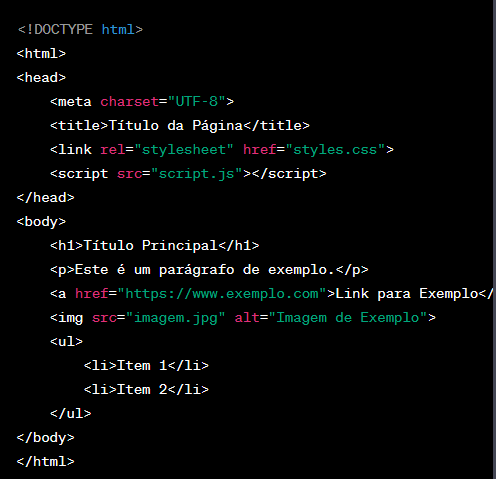 <!DOCTYPE html>
<html>
<head>
    <meta charset="UTF-8">
    <title>Título da Página</title>
    <link rel="stylesheet" href="styles.css">
    <script src="script.js"></script>
</head>
<body>
    <h1>Título Principal</h1>
    <p>Este é um parágrafo de exemplo.</p>
    <a href="https://www.exemplo.com">Link para Exemplo</
    <img src="imagem.jpg" alt="Imagem de Exemplo">
    <ul>
        <li>Item 1</li>
        <li>Item 2</li>
    </ul>
</body>
</html>